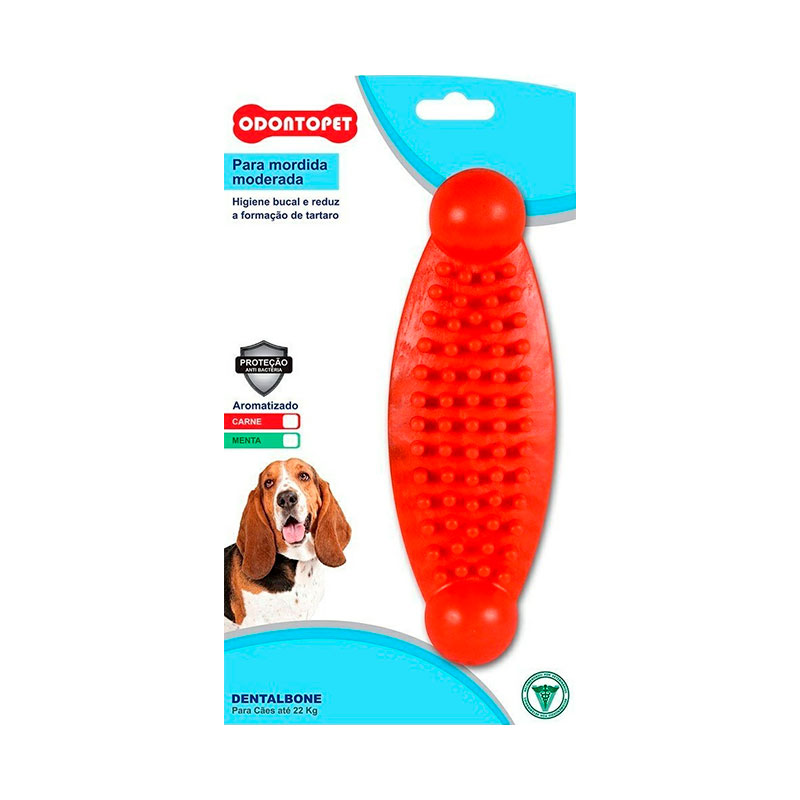 ODONTOPET
Para mordida
moderada
Higiene bucal e reduz
a formação de tartaro
PROTEÇÃO
ANTI BACTÉRIA
Aromatizado
CARNE
MENTA
DENTALBONE
Para Cães até 22 Kg